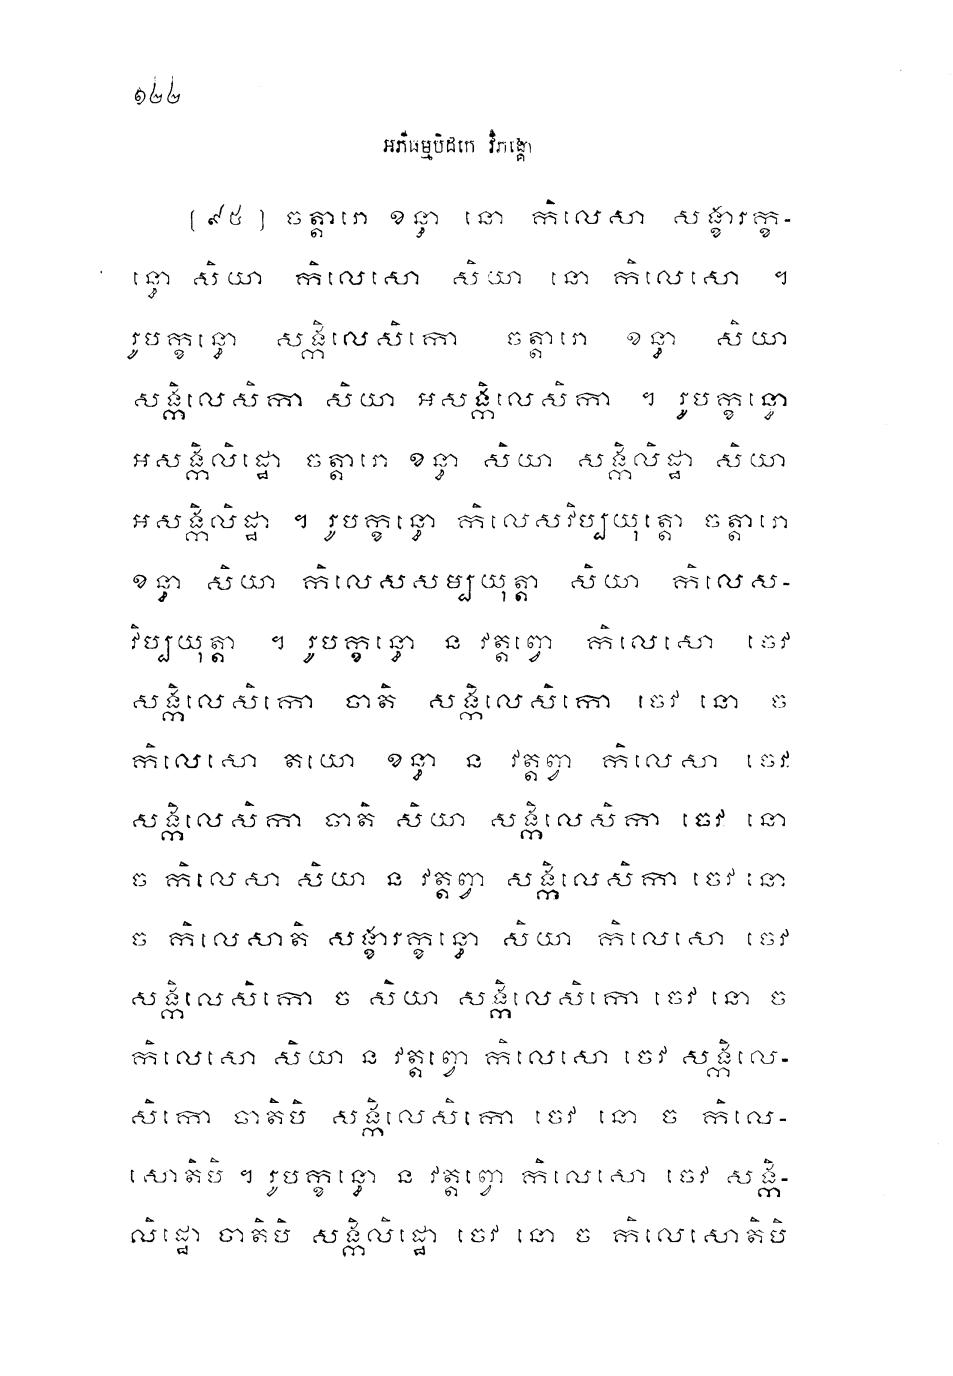 ១៤៤
អភិធម្មបិដកេ វិភង្គោ
[ ៩៥ ] ចត្តារោ ខន្ធា នោ កិលេសា សង្ខារក្ខ-
ន្ធោ សិយា កិលេសោ សិយា នោ កិលេសោ ។
រូបក្ខន្ធោ សង្កិលេសិកោ ចត្តារោ ខន្ធា សិយា
សង្កិលេសិកា សិយា អសង្កិលេសិកា ។ រូបក្ខន្ធោ
អសង្កិលិដ្ឋោ ចត្តារោ ខន្ធា សិយា សង្កិលិដ្ឋា សិយា
អសង្កិលិដ្ឋា ។ រូបក្ខន្ធោ កិលេសវិប្បយុត្តោ ចត្តារោ
ខន្ធា សិយា កិលេសសម្បយុត្តា សិយា កិលេស-
វិប្បយុត្តា ។ រូបក្ខន្ធោ ន វត្តព្វោ កិលេសោ ចេវ
សង្កិលេសិកោ ចាតិ សង្កិលេសិកោ ចេវ នោ ច
កិលេសោ តយោ ខន្ធា ន វត្តព្វា កិលេសា ចេវ
សង្កិលេសិកា ចាតិ សិយា សង្កិលេសិកា ចេវ នោ
ច កិលេសា សិយា ន វត្តព្វា សង្កិលេសិកា ចេវ នោ
ច កិលេសាតិ សង្ខារក្ខន្ធោ សិយា កិលេសោ ចេវ
សង្កិលេសិកោ ច សិយា សង្កិលេសិកោ ចេវ នោ ច
កិលេសោ សិយា ន វត្តព្វោ កិលេសោ ចេវ សង្កិលេ-
សិកោ ចាតិបិ សង្កិលេសិកោ ចេវ នោ ច កិលេ-
សោតិបិ ។ រូបក្ខន្ធោ ន វត្តព្វោ កិលេសោ ចេវ សង្កិ-
លិដ្ឋោ ចាតិបិ សង្កិលិដ្ឋោ ចេវ នោ ច កិលេសោតិបិ